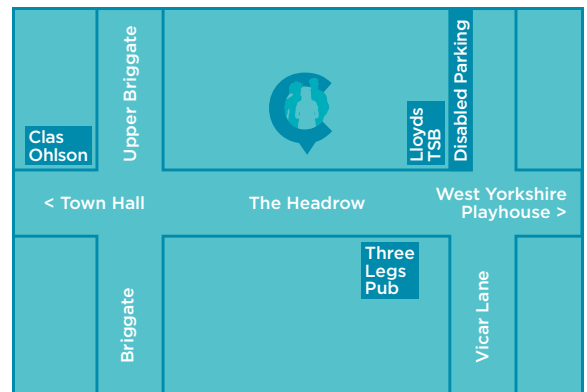 Upper Briggate
Disabled Parking
Lloyds
TSB
Clas
Ohlson
< Town Hall
The Headrow
West Yorkshire
Playhouse >
Three
Legs
Pub
Briggate
Vicar Lane